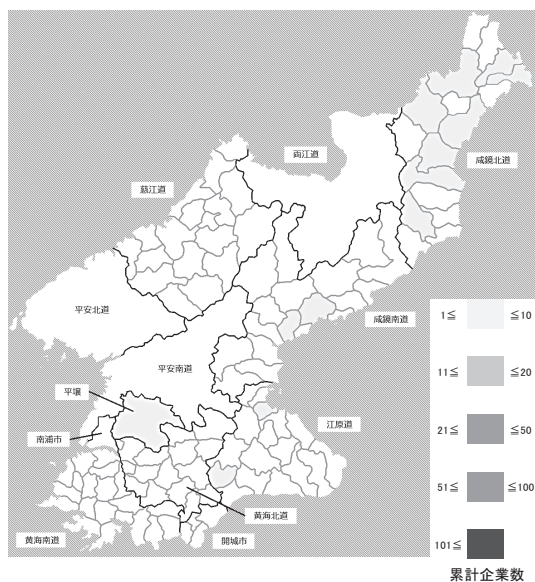 両江道
咸鏡北道
慈江道
平安北道
咸鏡南道
1≦ ≦10
平安南道
11≦ ≦20
平壌
江原道
21≦ ≦50
南浦市
51≦ ≦100
黄海北道
黄海南道
開城市
101≦
累計企業数